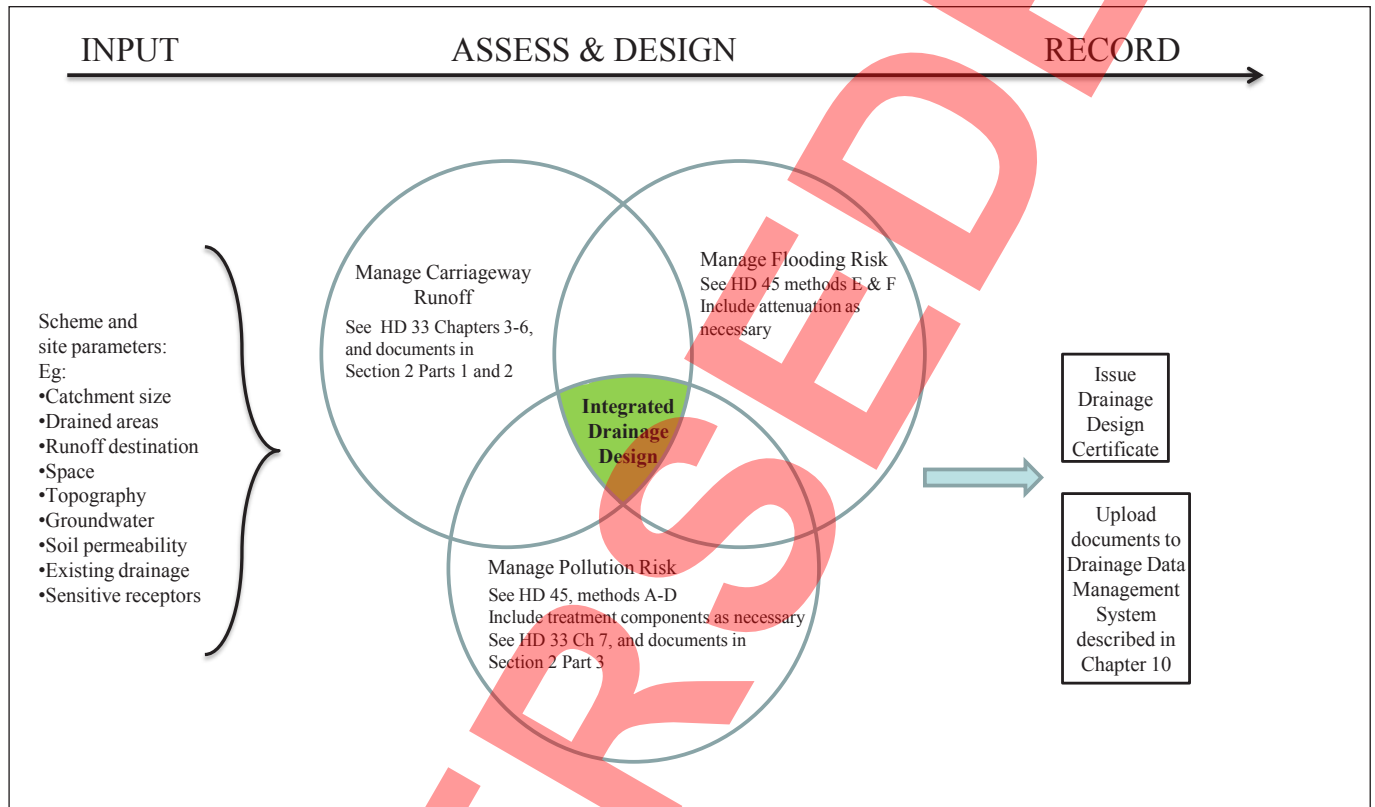 INPUT
ASSESS & DESIGN
RECORD
Scheme and
site parameters:
Eg:
•Catchment size
•Drained areas
•Runoff destination
•Space
•Topography
•Groundwater
•Soil permeability
•Existing drainage
•Sensitive receptors
Manage Carriageway
Runoff
See HD 33 Chapters 3-6,
and documents in
Section 2 Parts 1 and 2
Manage Flooding Risk
See HD 45 methods E & F
Include attenuation as
necessary
Integrated
Drainage
Design
Manage Pollution Risk
See HD 45, methods A-D
Include treatment components as necessary
See HD 33 Ch 7, and documents in
Section 2 Part 3
Issue
Drainage
Design
Certificate
Upload
documents to
Drainage Data
Management
System
described in
Chapter 10